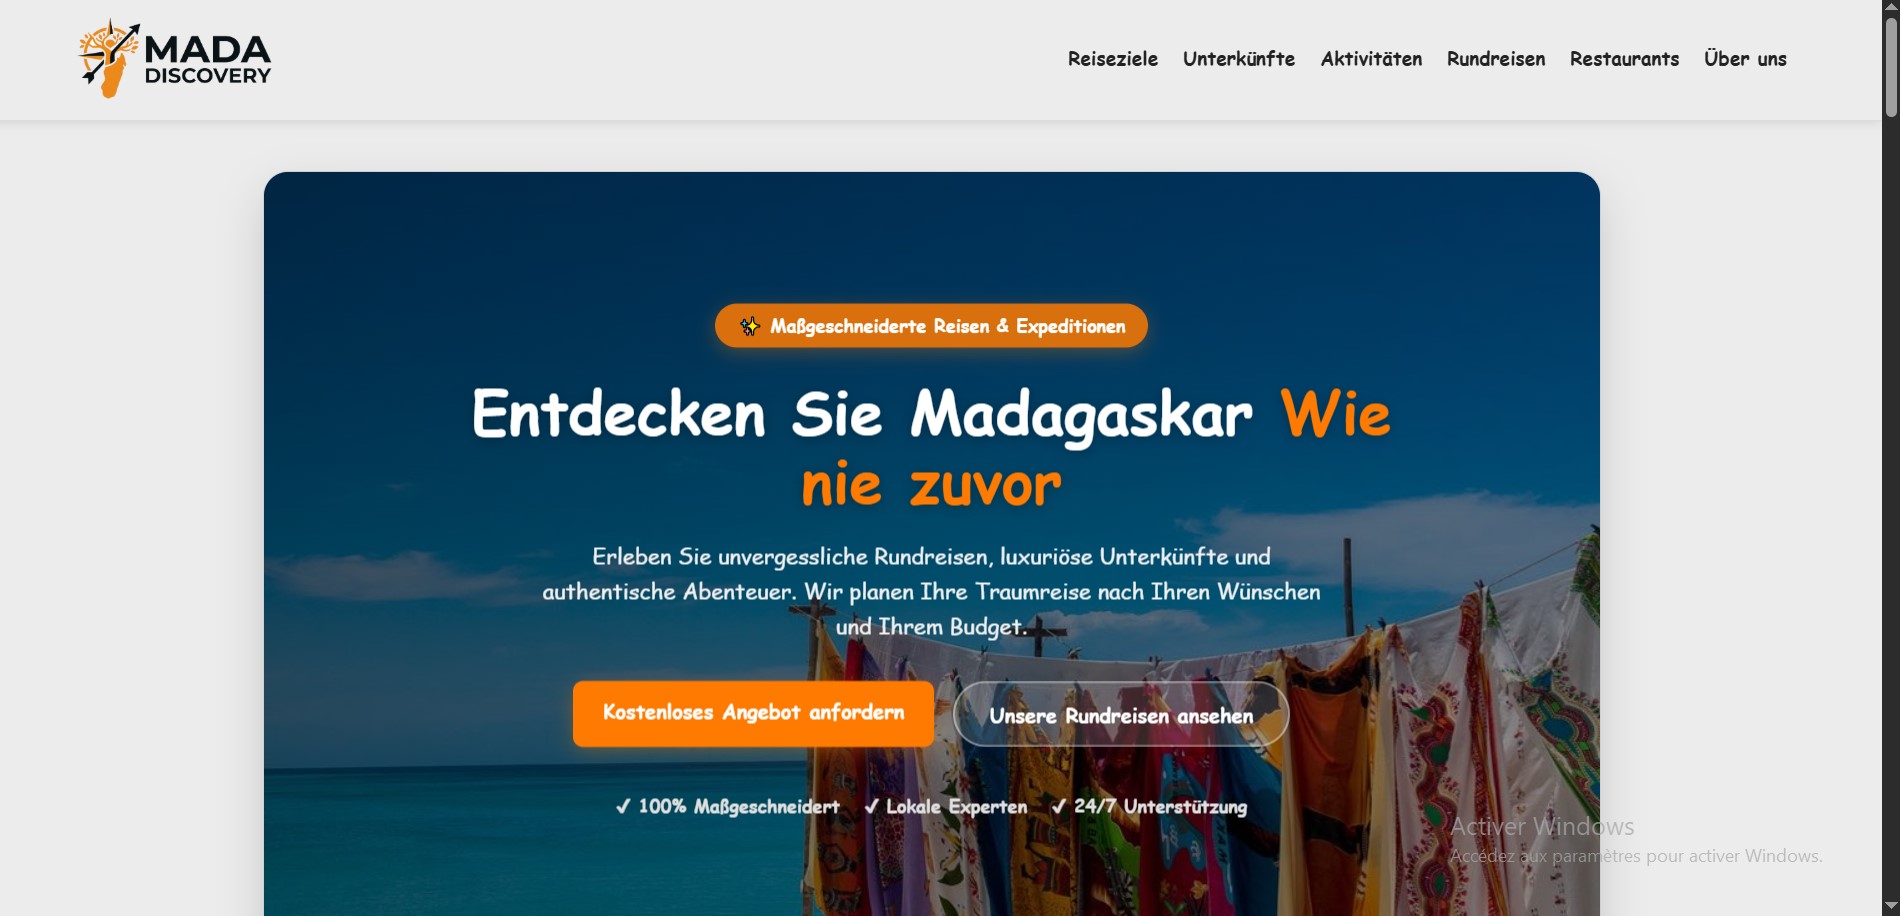 MADA
DISCOVERY
Reiseziele Unterkünfte Aktivitäten Rundreisen Restaurants Über uns
✨ Maßgeschneiderte Reisen & Expeditionen
Entdecken Sie Madagaskar Wie
nie zuvor
Erleben Sie unvergessliche Rundreisen, luxuriöse Unterkünfte und
authentische Abenteuer. Wir planen Ihre Traumreise nach Ihren Wünschen
und Ihrem Budget.
Kostenloses Angebot anfordern Unsere Rundreisen ansehen
✓ 100% Maßgeschneidert ✓ Lokale Experten ✓ 24/7 Unterstützung
Activer Windows
Accédez aux paramètres pour activer Windows.